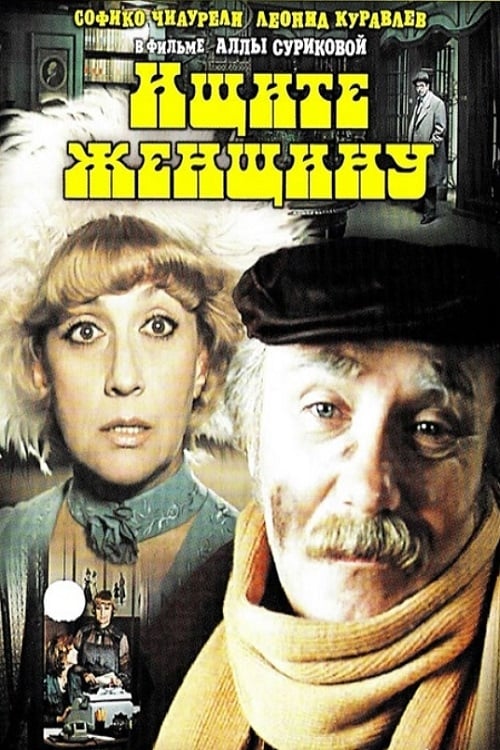 СОФИКО ЧИАУРЕЛИ ЛЕОНИД КУРАВЛЕВ
В ФИЛЬМЕ АЛЛЫ СУРИКОВОЙ
ИЩИТЕ
ЖЕНЩИНУ